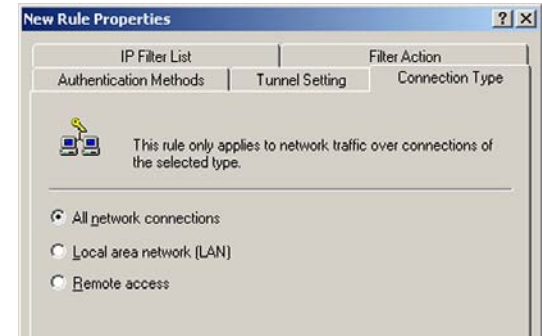 New Rule Properties
IP Filter List
Filter Action
Authentication Methods
Tunnel Setting
Connection Type
This rule only applies to network traffic over connections of
the selected type.
All network connections
Local area network (LAN)
Remote access